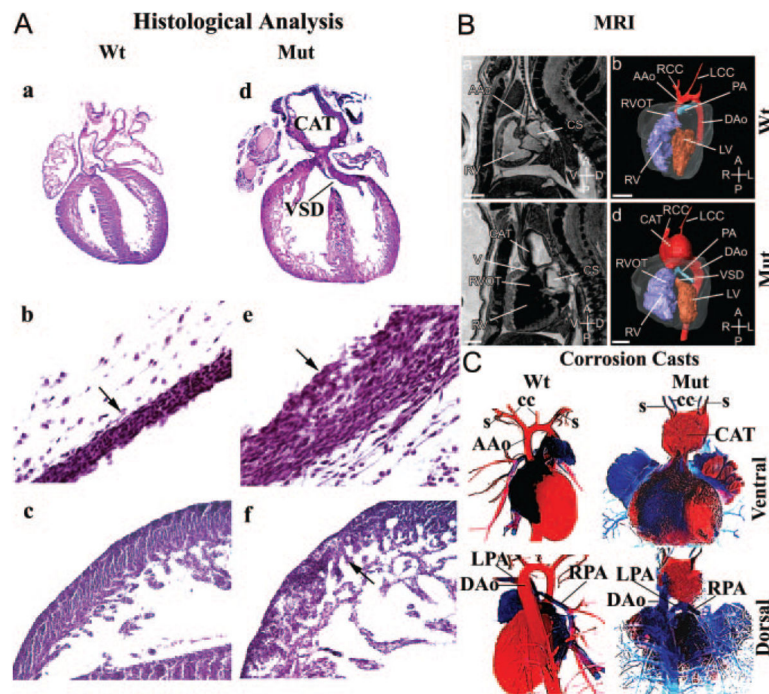 A
Histological Analysis
Wt
Mut
a
d
CAT
VSD
b
e
c
f
B
MRI
a
AAo
CS
RV
V D
b
RCC
AAo
LCC
PA
RVOT
DAo
LV
RV
A
R L
P
Wt
c
CAT
V
RVOT
CS
RV
A
V D
P
d
RCC
CAT
LCC
PA
RVOT
DAo
VSD
LV
RV
A
R L
P
Mut
C
Corrosion Casts
Wt
Mut
cc
s s
AAo
cc
s s
CAT
Ventral
LPA
DAo
RPA
LPA
DAo
RPA
Dorsal